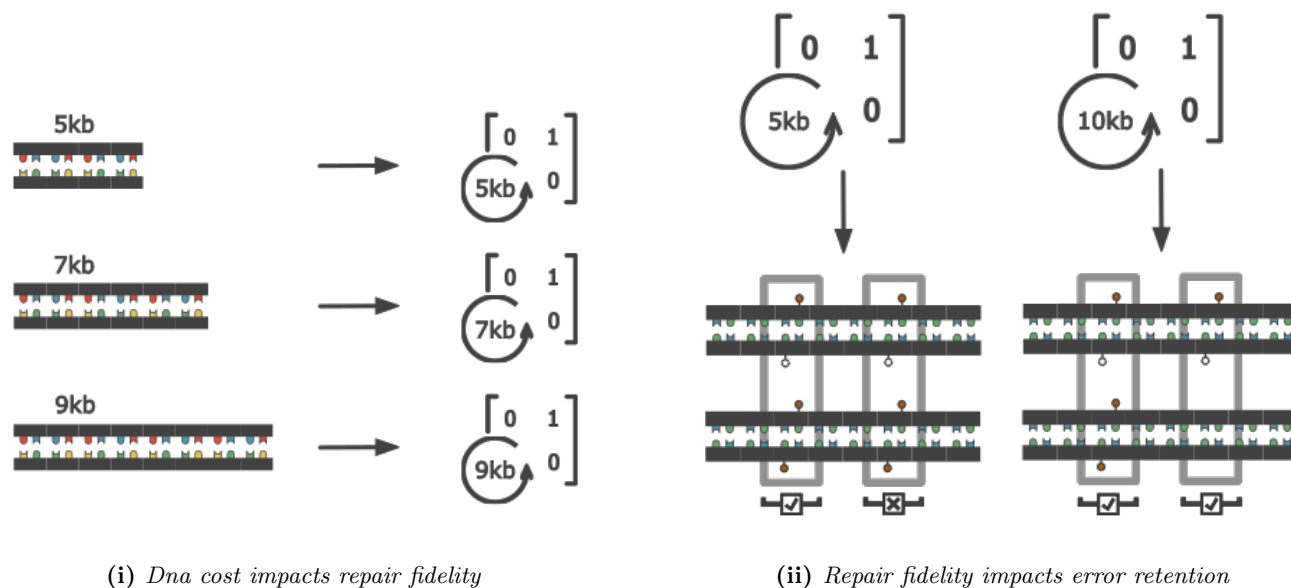 5kb
0 1
5kb 0
7kb
0 1
7kb 0
9kb
0 1
9kb 0
(i) Dna cost impacts repair fidelity
0 1
5kb 0
0 1
10kb 0
(ii) Repair fidelity impacts error retention